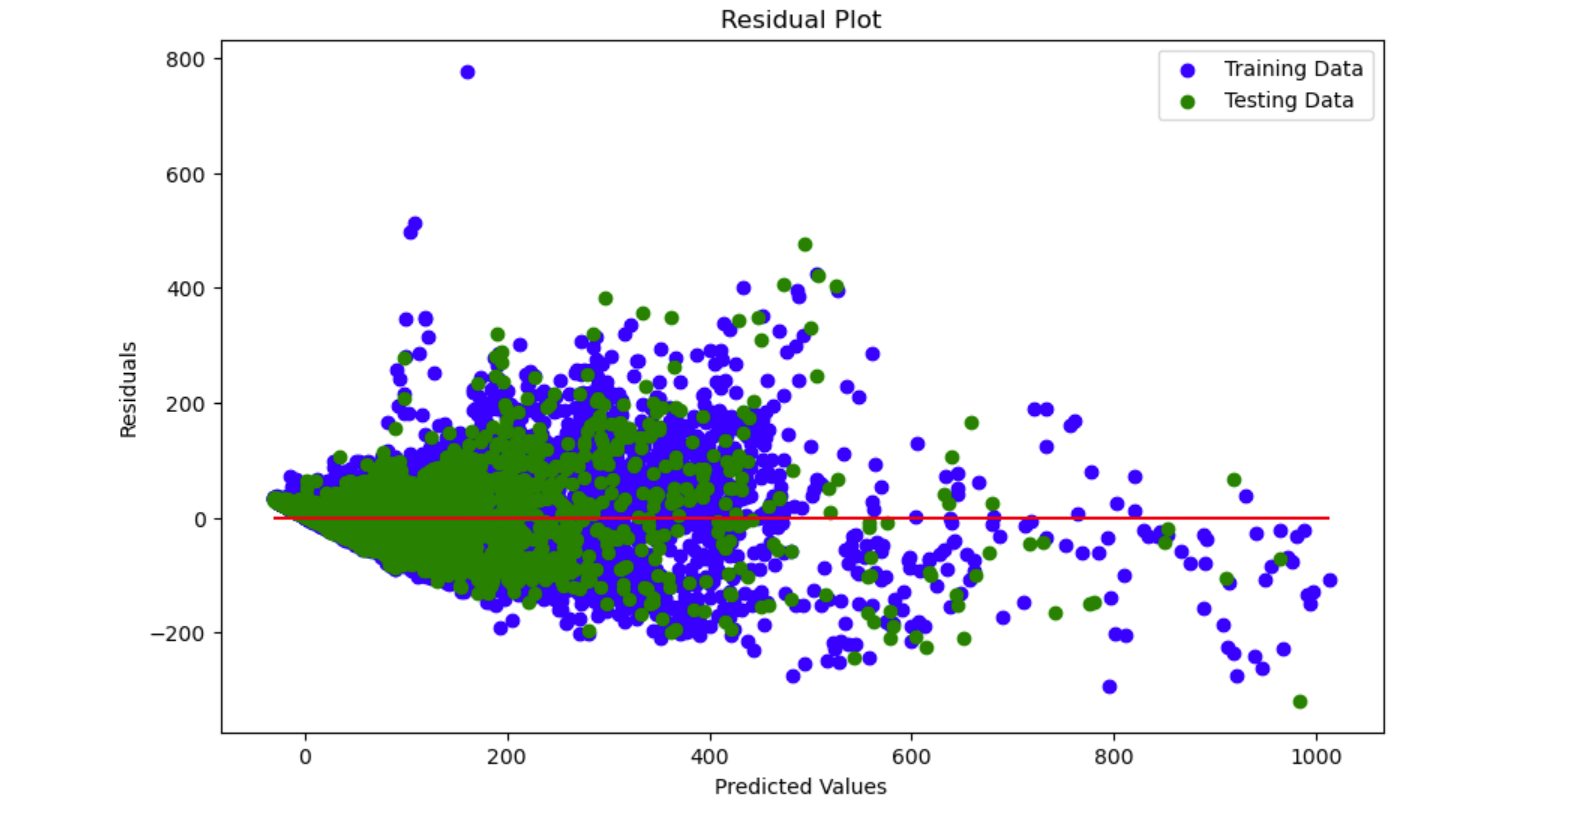 Residual Plot
800
600
400
200
0
−200
Residuals
Training Data
Testing Data
0 200 400 600 800 1000
Predicted Values